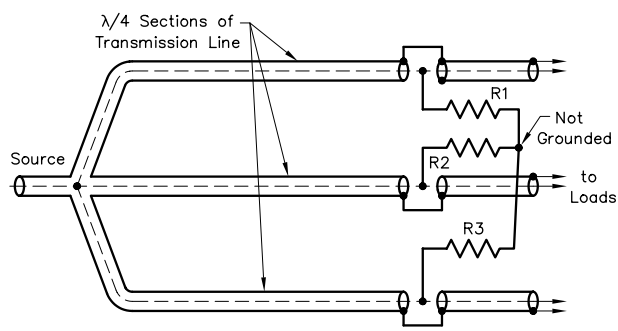 λ/4 Sections of
Transmission Line
R1
Not
Grounded
Source
R2
to
Loads
R3